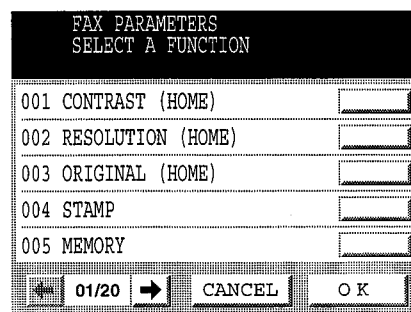 FAX PARAMETERS
SELECT A FUNCTION
001 CONTRAST (HOME)
002 RESOLUTION (HOME)
003 ORIGINAL (HOME)
004 STAMP
005 MEMORY
01/20 CANCEL OK